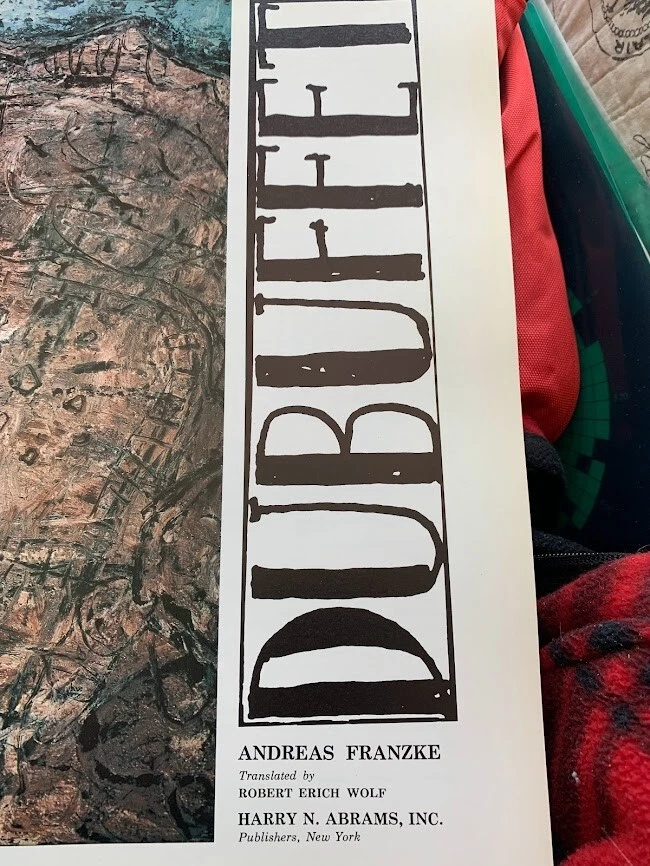 DUBUFFET
ANDREAS FRANZKE
Translated by
ROBERT ERICH WOLF
HARRY N. ABRAMS, INC.
Publishers, New York